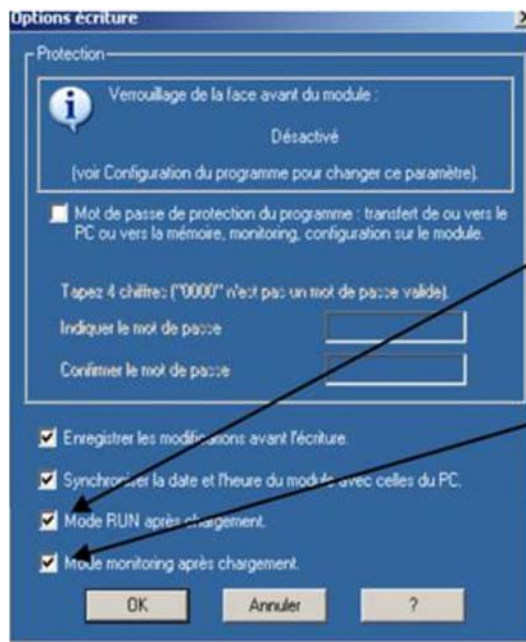 Options écriture
Protection
Verrouillage de la face avant du module :
Désactivé
(voir Configuration du programme pour changer ce paramètre).
Mot de passe de protection du programme : transfert de ou vers le
PC ou vers la mémoire, monitoring, configuration sur le module.
Tapez 4 chiffres ("0000" n'est pas un mot de passe valide).
Indiquer le mot de passe
Confirmer le mot de passe
Enregistrer les modifications avant l'écriture.
Synchroniser la date et l'heure du module avec celles du PC.
Mode RUN après chargement.
Mode monitoring après chargement.
OK Annuler ?